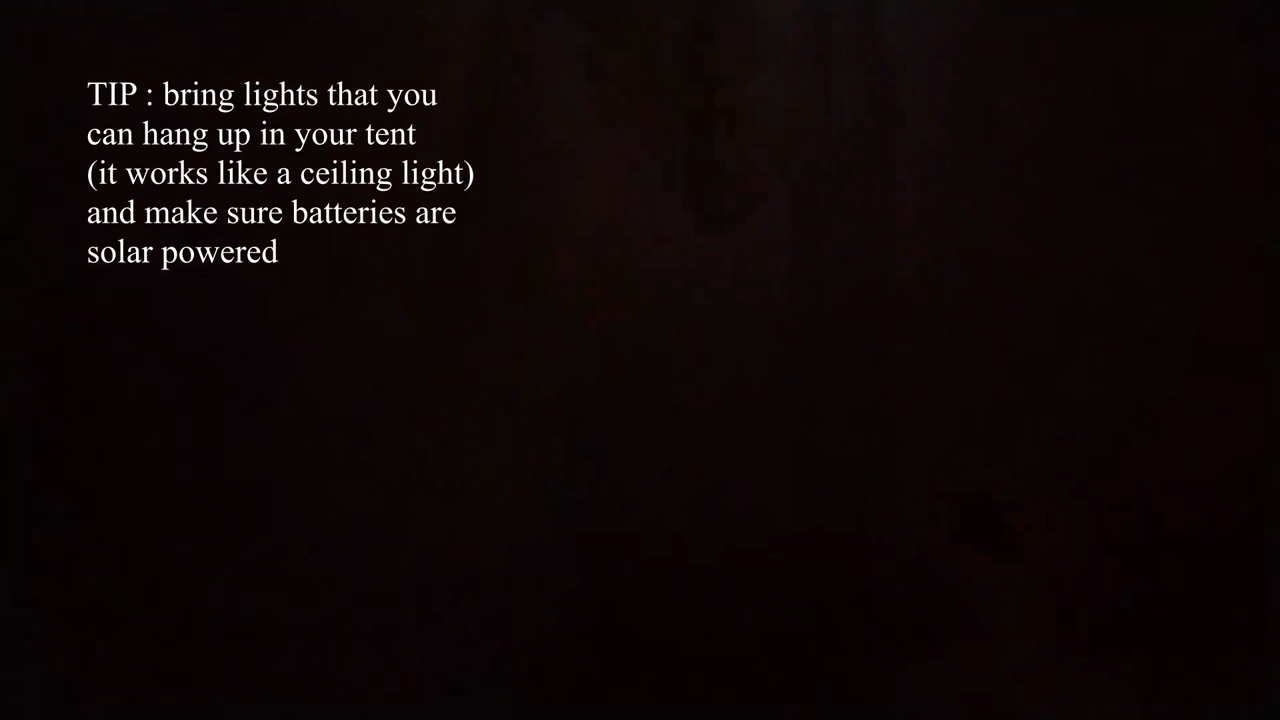 TIP : bring lights that you
can hang up in your tent
(it works like a ceiling light)
and make sure batteries are
solar powered